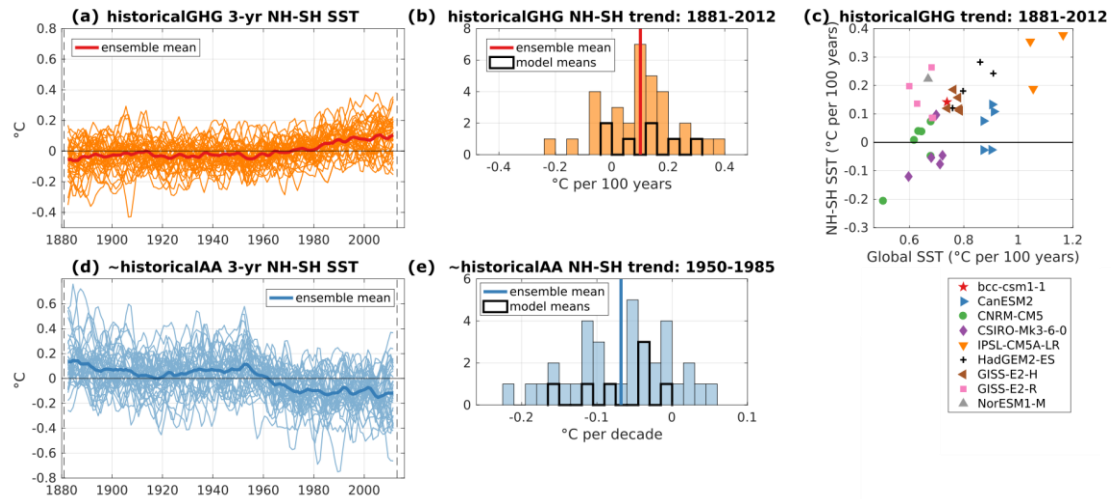 (a) historicalGHG 3-yr NH-SH SST
ensemble mean
0.8
0.6
0.4
0.2
0
-0.2
-0.4
°C
1880 1900 1920 1940 1960 1980 2000
(b) historicalGHG NH-SH trend: 1881-2012
ensemble mean
model means
8
6
4
2
0
-0.2 0 0.2 0.4
°C per 100 years
(c) historicalGHG trend: 1881-2012
NH-SH SST (°C per 100 years)
0.4
0.3
0.2
0.1
0
-0.1
0.2
0.3
0.6 0.8 1 1.2
Global SST (°C per 100 years)
bcc-csm1-1
CanESM2
CNRM-CM5
CSIRO-Mk3-6-0
IPSL-CM5A-LR
HadGEM2-ES
GISS-E2-H
GISS-E2-R
NorESM1-M
(d) ~historicalAA 3-yr NH-SH SST
ensemble mean
0.8
0.6
0.4
0.2
0
-0.2
-0.4
-0.6
0.8
°C
1880 1900 1920 1940 1960 1980 2000
(e) ~historicalAA NH-SH trend: 1950-1985
ensemble mean
model means
6
4
2
0
-0.2 -0.1 0 0.1
°C per decade